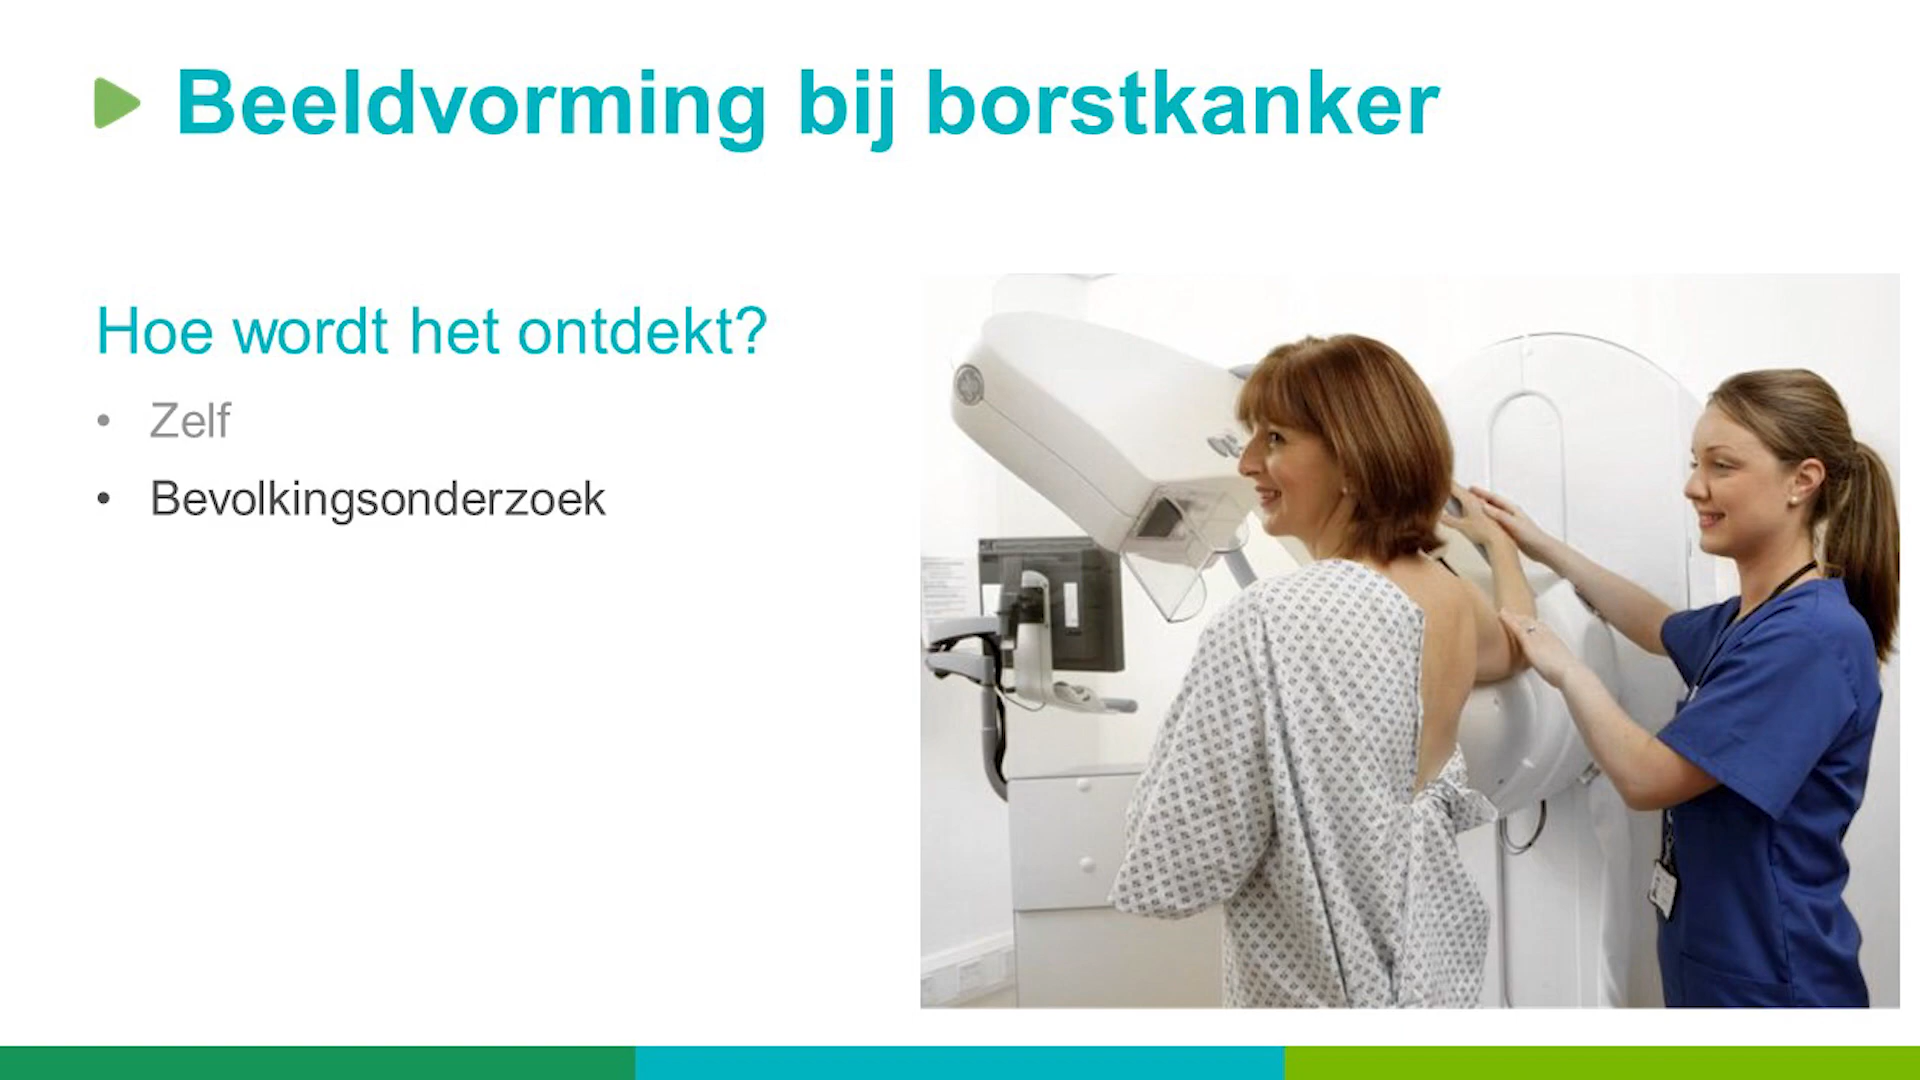 Beeldvorming bij borstkanker
Hoe wordt het ontdekt?
• Zelf
• Bevolkingsonderzoek